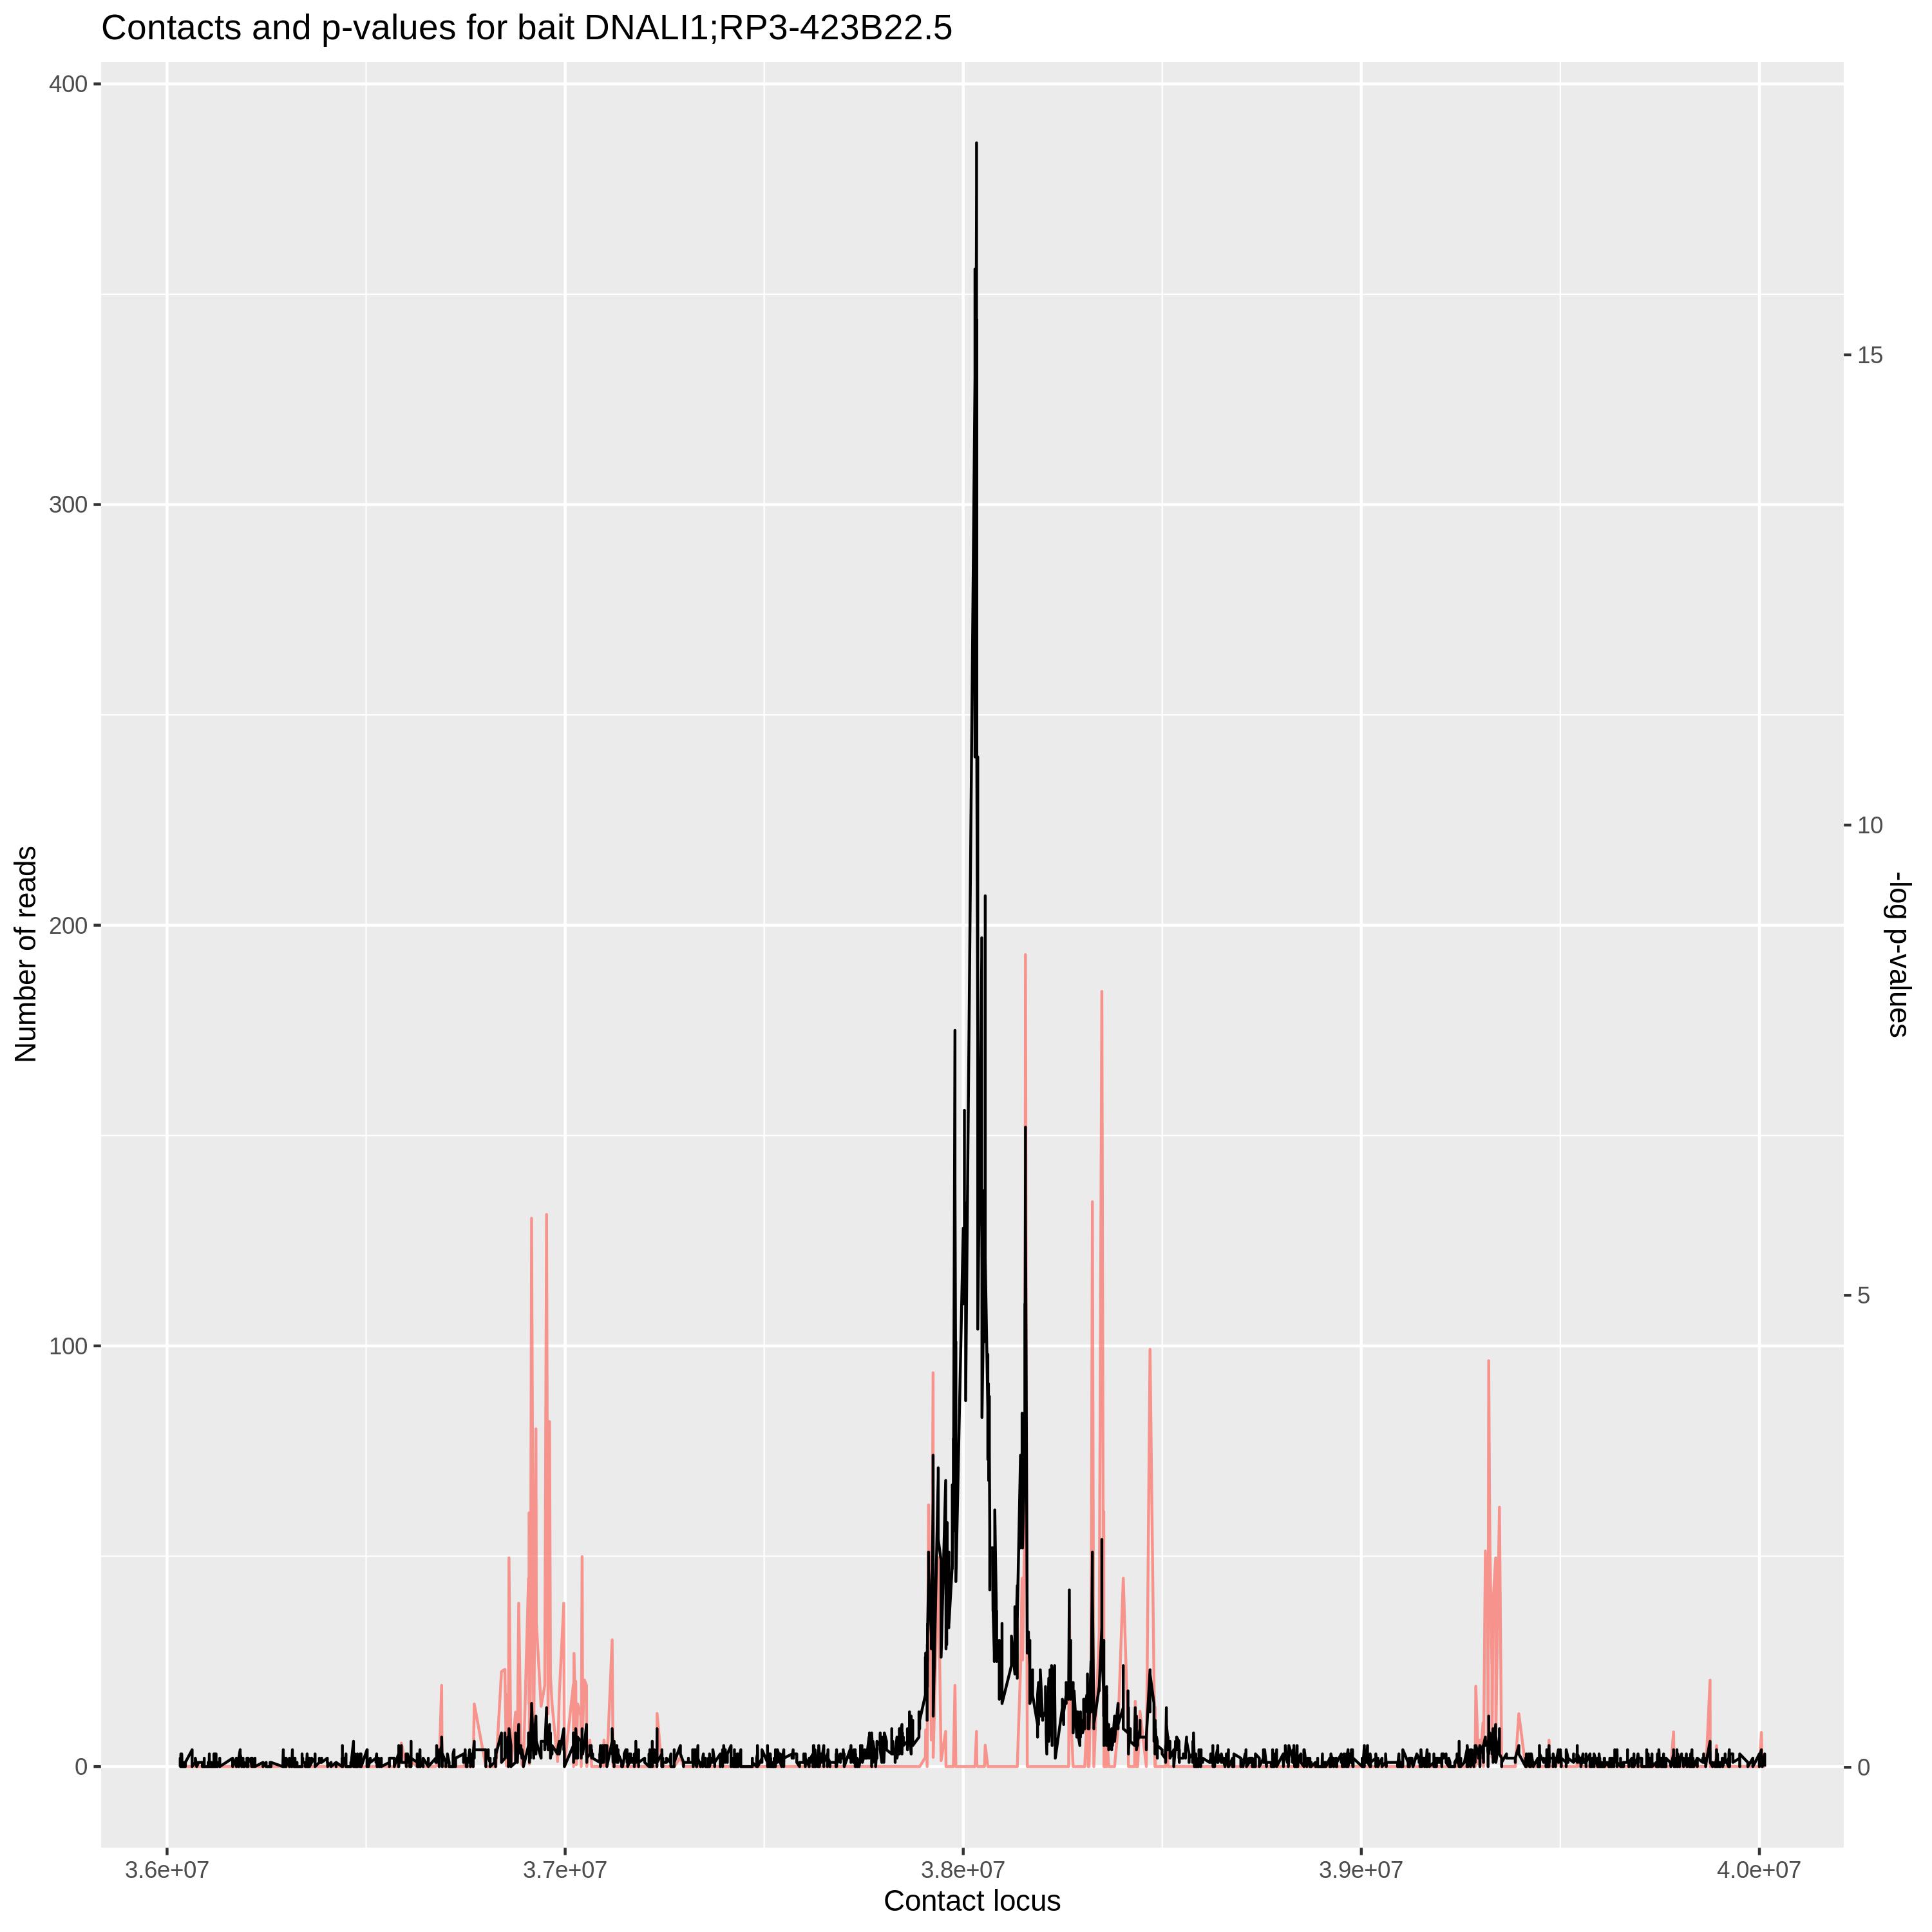 Contacts and p-values for bait DNALI1;RP3-423B22.5
400
300
200
100
0
Number of reads
15
10
5
0
-log p-values
3.6e+07
3.7e+07
3.8e+07
3.9e+07
4.0e+07
Contact locus